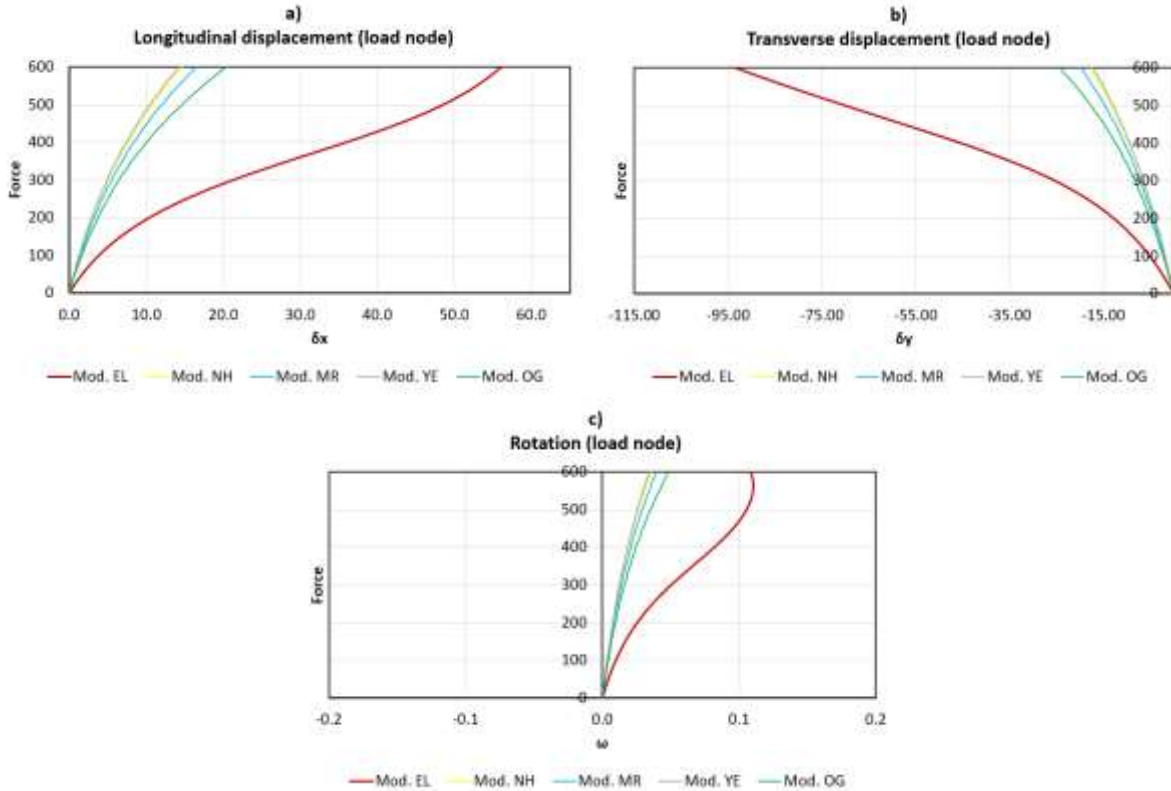 a)
Longitudinal displacement (load node)
600
500
400
300
200
100
0
Force
0.0 10.0 20.0 30.0 40.0 50.0 60.0
δx
Mod. EL Mod. NH Mod. MR Mod. YE Mod. OG
b)
Transverse displacement (load node)
600
500
400
300
200
100
0
Force
-115.00 -95.00 -75.00 -55.00 -35.00 -15.00
δy
Mod. EL Mod. NH Mod. MR Mod. YE Mod. OG
c)
Rotation (load node)
600
500
400
300
200
100
0
Force
-0.2 -0.1 0.0 0.1 0.2
ω
Mod. EL Mod. NH Mod. MR Mod. YE Mod. OG